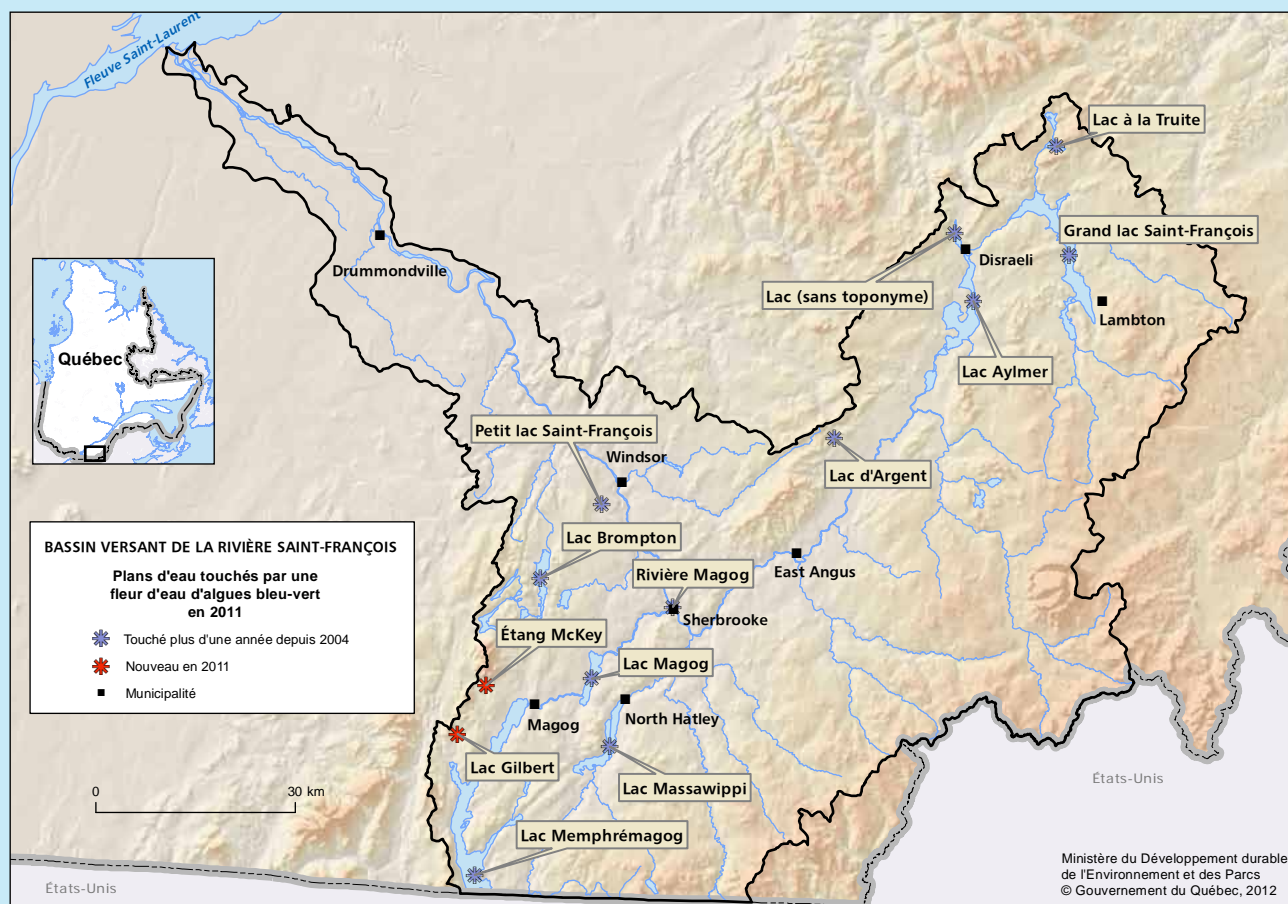 Fleuve Saint-Laurent
Lac à la Truite
Grand lac Saint-François
Drummondville
Disraeli
Lac (sans toponyme)
Lambton
Québec
Lac Aylmer
Petit lac Saint-François
Windsor
Lac d'Argent
BASSIN VERSANT DE LA RIVIÈRE SAINT-FRANÇOIS
Plans d'eau touchés par une
fleur d'eau d'algues bleu-vert
en 2011
Touché plus d'une année depuis 2004
Nouveau en 2011
Municipalité
Lac Brompton
Rivière Magog
East Angus
Sherbrooke
Étang McKey
Lac Magog
Magog
North Hatley
Lac Gilbert
Lac Massawippi
0 30 km
Lac Memphrémagog
États-Unis
États-Unis
Ministère du Développement durable
de l'Environnement et des Parcs
© Gouvernement du Québec, 2012